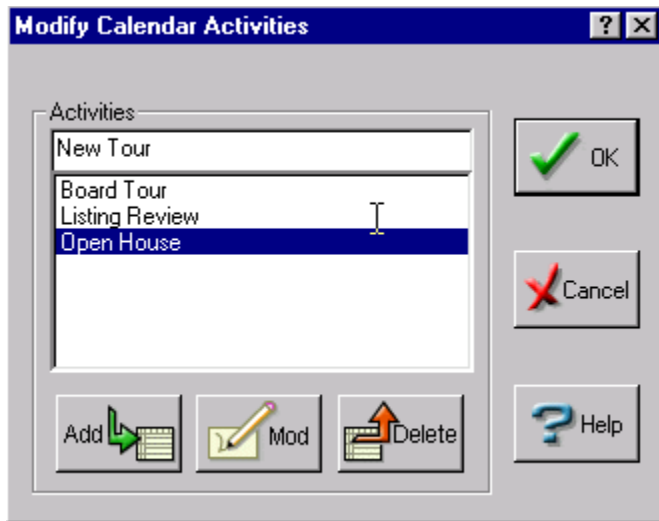 Modify Calendar Activities
Activities
New Tour
Board Tour
Listing Review
Open House
Add
Mod
Delete
OK
Cancel
Help